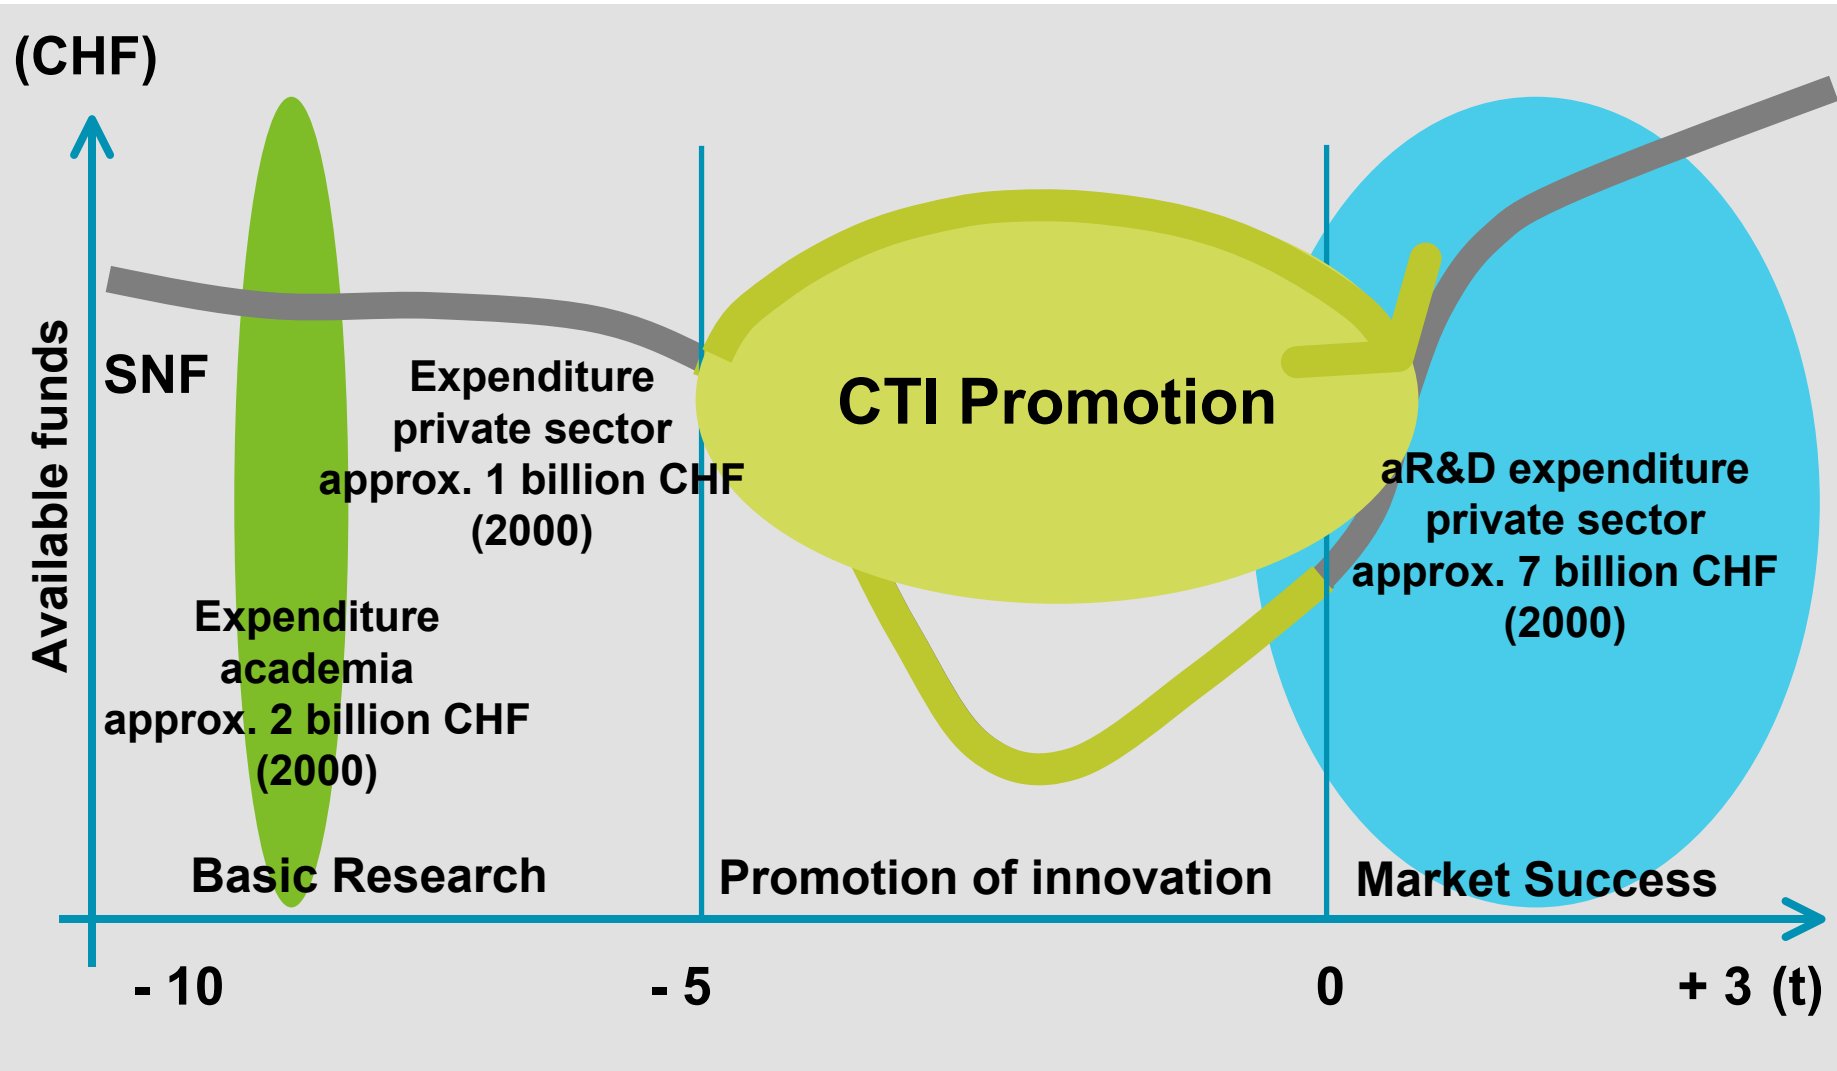 (CHF)
Available funds
SNF
Expenditure
private sector
approx. 1 billion CHF
(2000)
Expenditure
academia
approx. 2 billion CHF
(2000)
CTI Promotion
aR&D expenditure
private sector
approx. 7 billion CHF
(2000)
Basic Research
Promotion of innovation
Market Success
- 10
- 5
0
+ 3 (t)